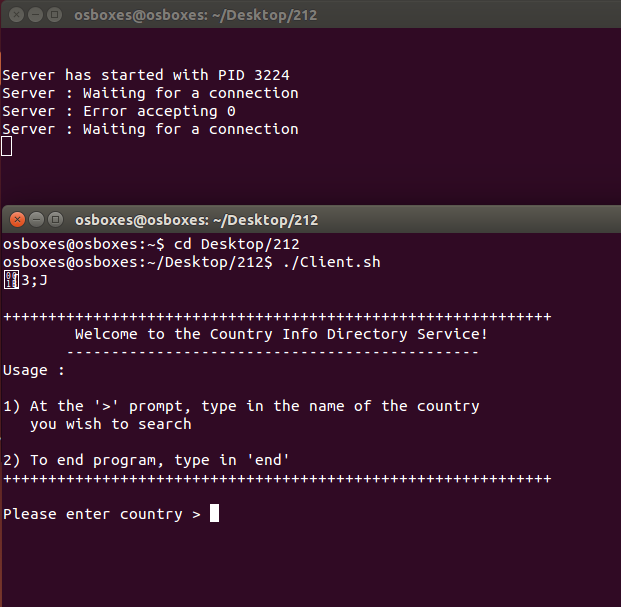 osboxes@osboxes: ~/Desktop/212
Server has started with PID 3224
Server : Waiting for a connection
Server : Error accepting 0
Server : Waiting for a connection
osboxes@osboxes: ~/Desktop/212
osboxes@osboxes:~$ cd Desktop/212
osboxes@osboxes:~/Desktop/212$ ./Client.sh
3;J
+++++++++++++++++++++++++++++++++++++++++++++++++++++++++++++
Welcome to the Country Info Directory Service!
----------------------------------------------
Usage :
1) At the '>' prompt, type in the name of the country
you wish to search
2) To end program, type in 'end'
+++++++++++++++++++++++++++++++++++++++++++++++++++++++++++++
Please enter country >